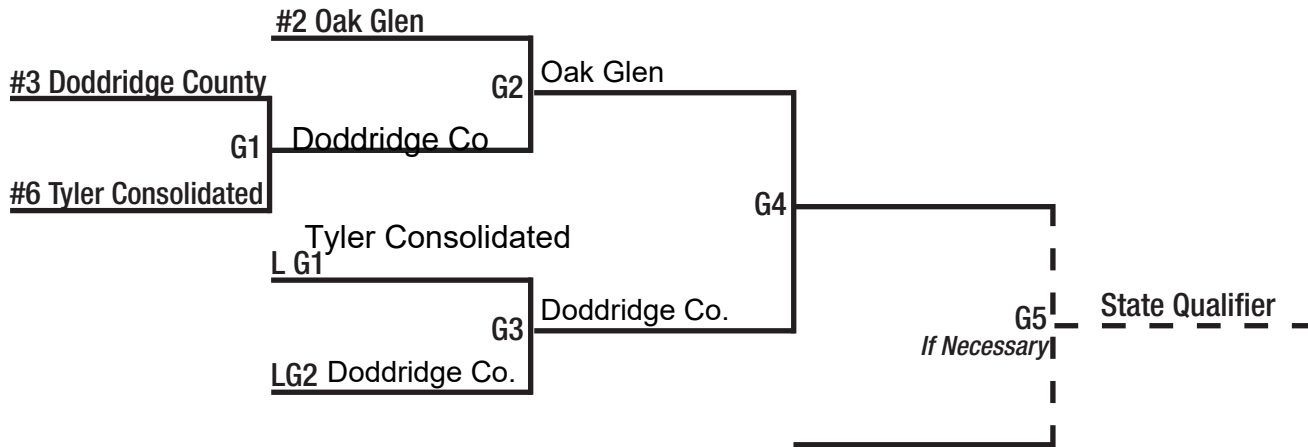 #2 Oak Glen
#3 Doddridge County
G2
Oak Glen
G1
Doddridge Co
#6 Tyler Consolidated
G4
Tyler Consolidated
L G1
G3
Doddridge Co.
G5
State Qualifier
If Necessary
LG2 Doddridge Co.